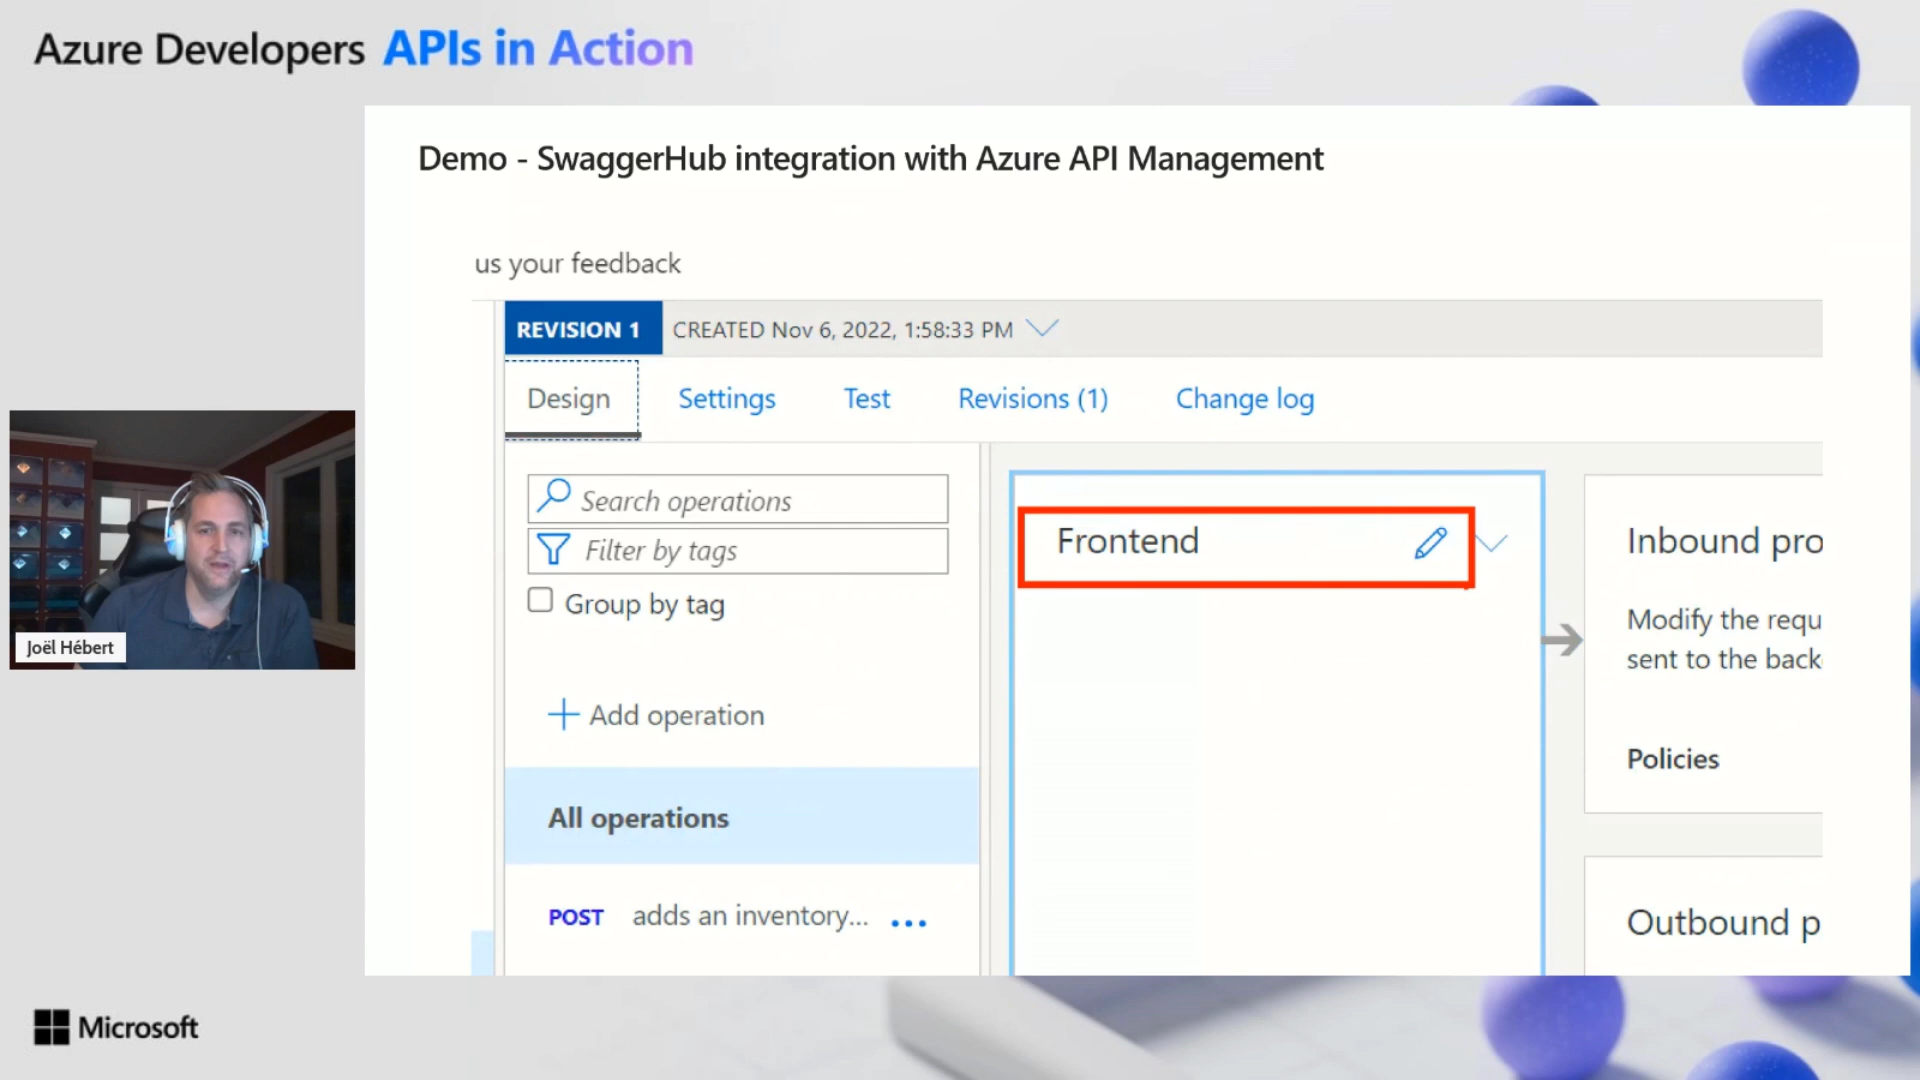 Azure Developers APIs in Action
Demo - SwaggerHub integration with Azure API Management
us your feedback
REVISION 1 CREATED Nov 6, 2022, 1:58:33 PM
Design Settings Test Revisions (1) Change log
Search operations
Filter by tags
Group by tag
Add operation
All operations
POST adds an inventory...
Frontend
Inbound pro
Modify the requ
sent to the back
Policies
Outbound p
Joël Hébert
Microsoft